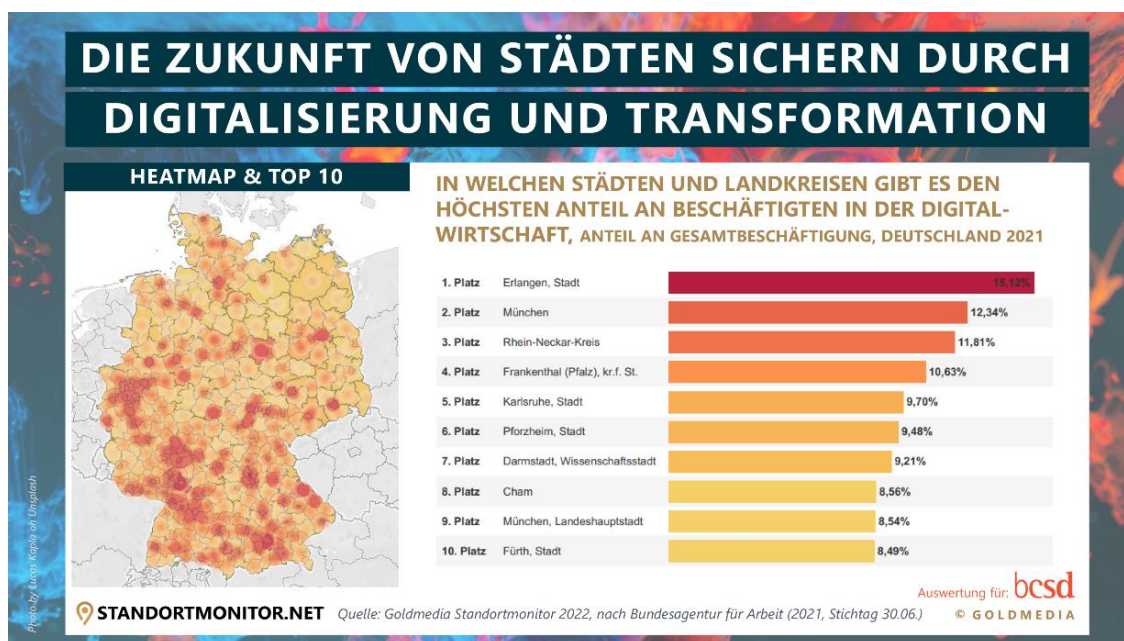 DIE ZUKUNFT VON STÄDTEN SICHERN DURCH
DIGITALISIERUNG UND TRANSFORMATION
HEATMAP & TOP 10
IN WELCHEN STÄDTEN UND LANDKREISEN GIBT ES DEN
HÖCHSTEN ANTEIL AN BESCHÄFTIGTEN IN DER DIGITAL-
WIRTSCHAFT, ANTEIL AN GESAMTBESCHÄFTIGUNG, DEUTSCHLAND 2021
1. Platz Erlangen, Stadt 15,12%
2. Platz München 12,34%
3. Platz Rhein-Neckar-Kreis 11,81%
4. Platz Frankenthal (Pfalz), kr.f. St. 10,63%
5. Platz Karlsruhe, Stadt 9,70%
6. Platz Pforzheim, Stadt 9,48%
7. Platz Darmstadt, Wissenschaftsstadt 9,21%
8. Platz Cham 8,56%
9. Platz München, Landeshauptstadt 8,54%
10. Platz Fürth, Stadt 8,49%
Photo by Lucas Kapla on Unsplash
Auswertung für: bcsd
STANDORTMONITOR.NET Quelle: Goldmedia Standortmonitor 2022, nach Bundesagentur für Arbeit (2021, Stichtag 30.06.) © GOLDMEDIA